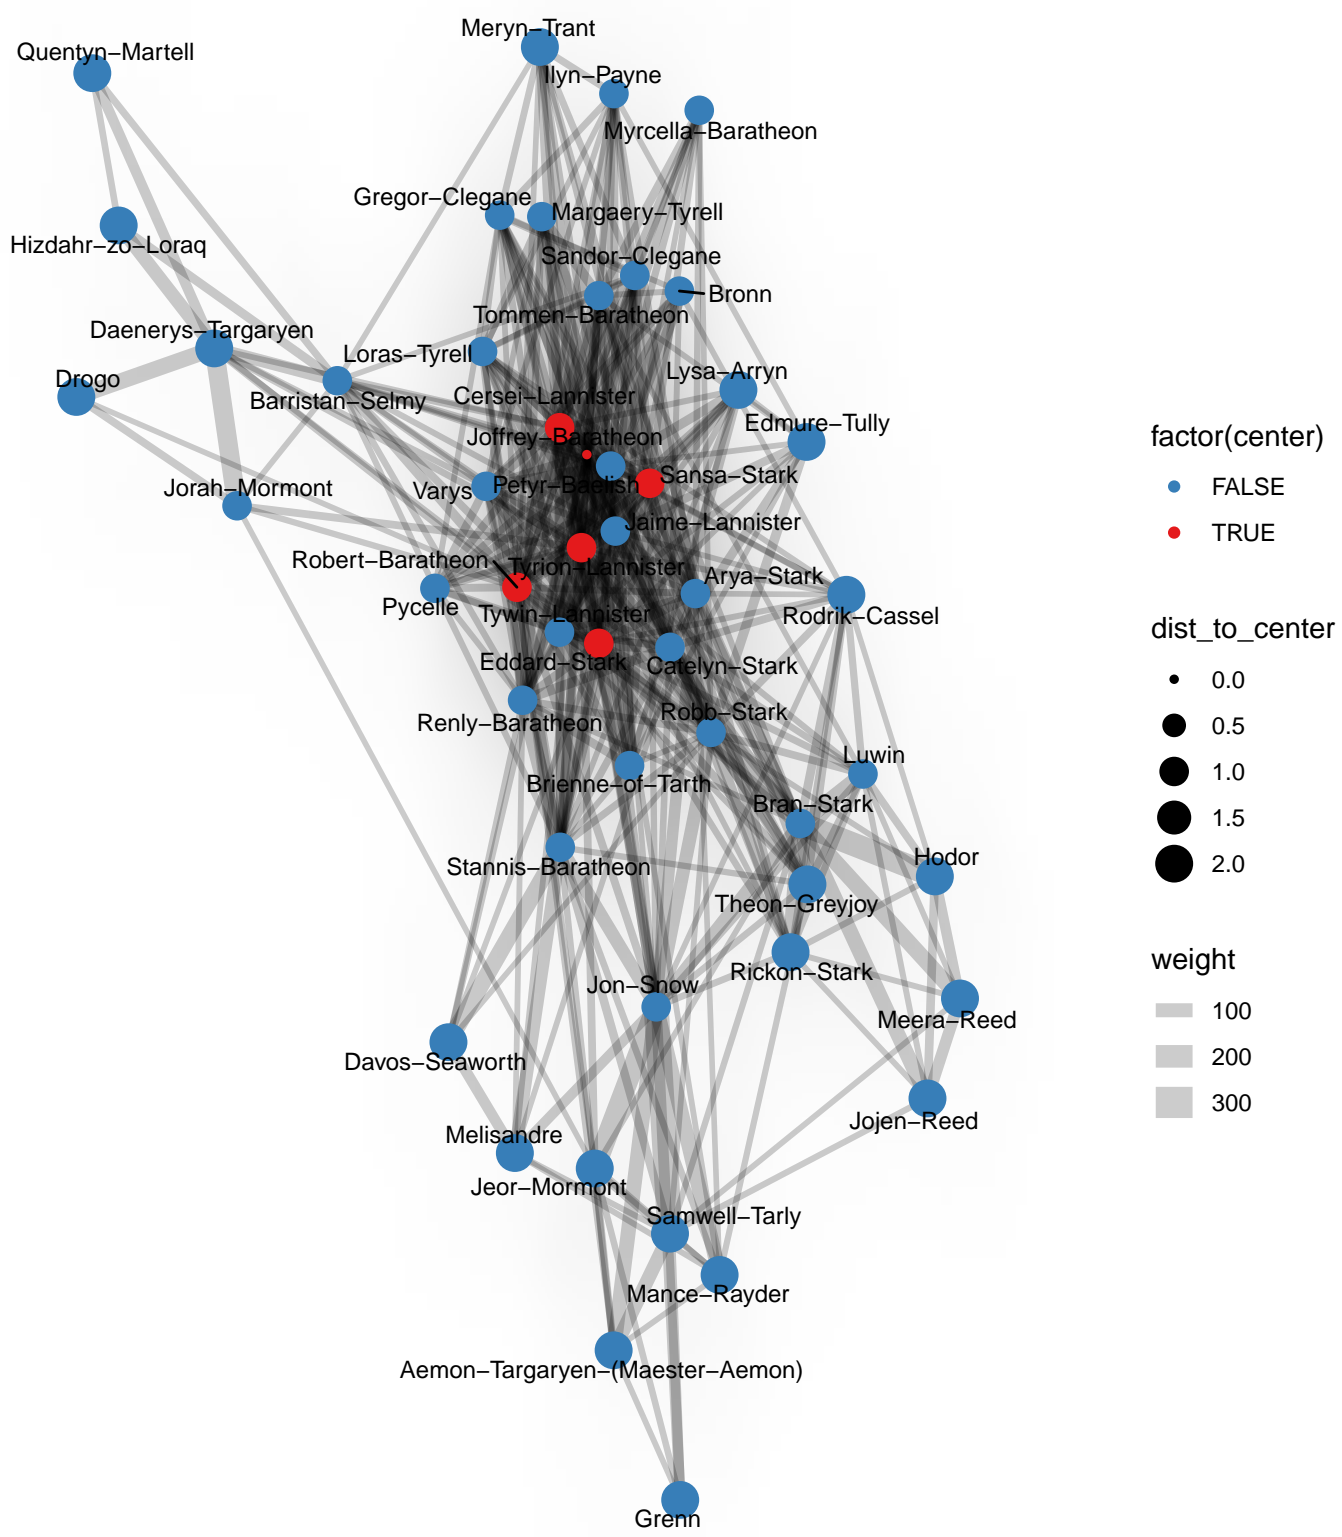 Meryn−Trant
Quentyn−Martell
Ilyn−Payne
Myrcella−Baratheon
Gregor−Clegane
Margaery−Tyrell
Hizdahr−zo−Loraq
Sandor−Clegane
Bronn
Tommen−Baratheon
Daenerys−Targaryen
Loras−Tyrell
Lysa−Arryn
Drogo
Barristan−Selmy
Cersei−Lannister
Edmure−Tully
Joffrey−Baratheon
Sansa−Stark
Jorah−Mormont
Varys
Petyr−Baelish
Jaime−Lannister
Robert−Baratheon
Tyrion−Lannister
Arya−Stark
Pycelle
Tywin−Lannister
Rodrik−Cassel
Eddard−Stark
Catelyn−Stark
Renly−Baratheon
Robb−Stark
Luwin
Brienne−of−Tarth
Bran−Stark
Stannis−Baratheon
Hodor
Theon−Greyjoy
Rickon−Stark
Jon−Snow
Meera−Reed
Davos−Seaworth
Jojen−Reed
Melisandre
Jeor−Mormont
Samwell−Tarly
Mance−Rayder
Aemon−Targaryen−(Maester−Aemon)
Grenn
factor(center)
FALSE
TRUE
dist_to_center
0.0
0.5
1.0
1.5
2.0
weight
100
200
300